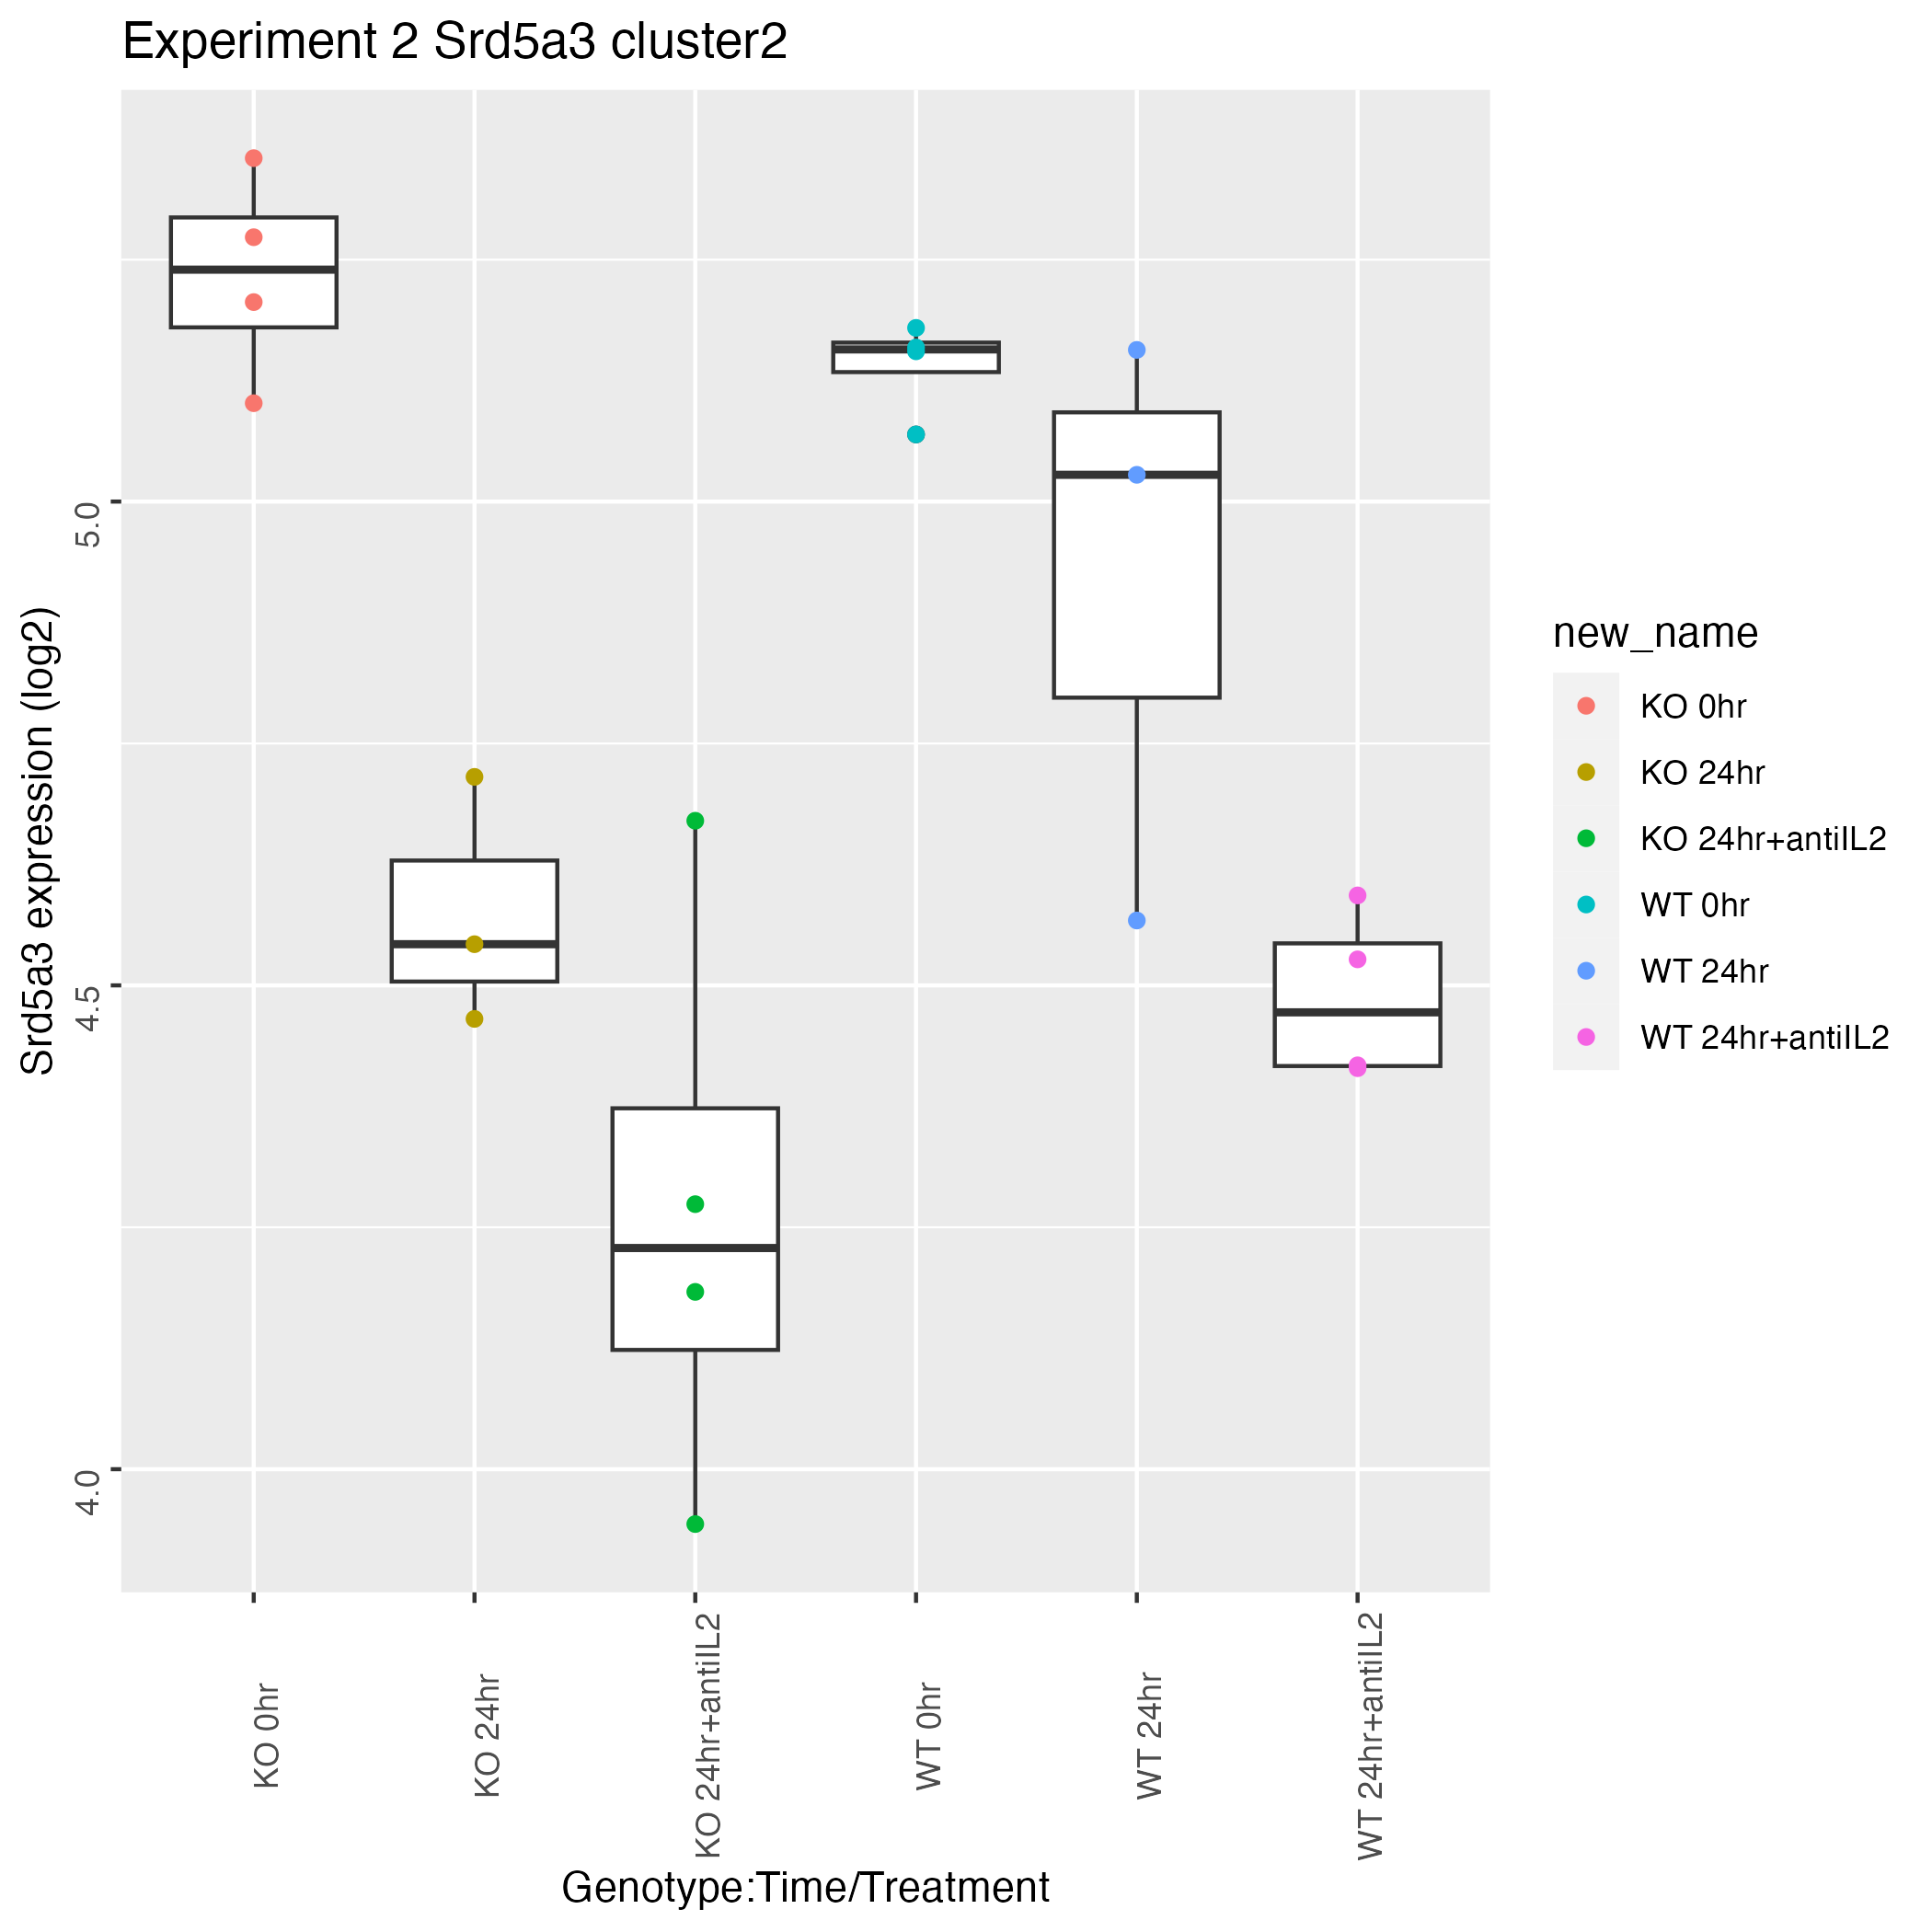 Experiment 2 Srd5a3 cluster2
Srd5a3 expression (log2)
5.0
4.5
4.0
KO 0hr
KO 24hr
KO 24hr+antiIL2
WT 0hr
WT 24hr
WT 24hr+antiIL2
Genotype:Time/Treatment
new_name
KO 0hr
KO 24hr
KO 24hr+antiIL2
WT 0hr
WT 24hr
WT 24hr+antiIL2